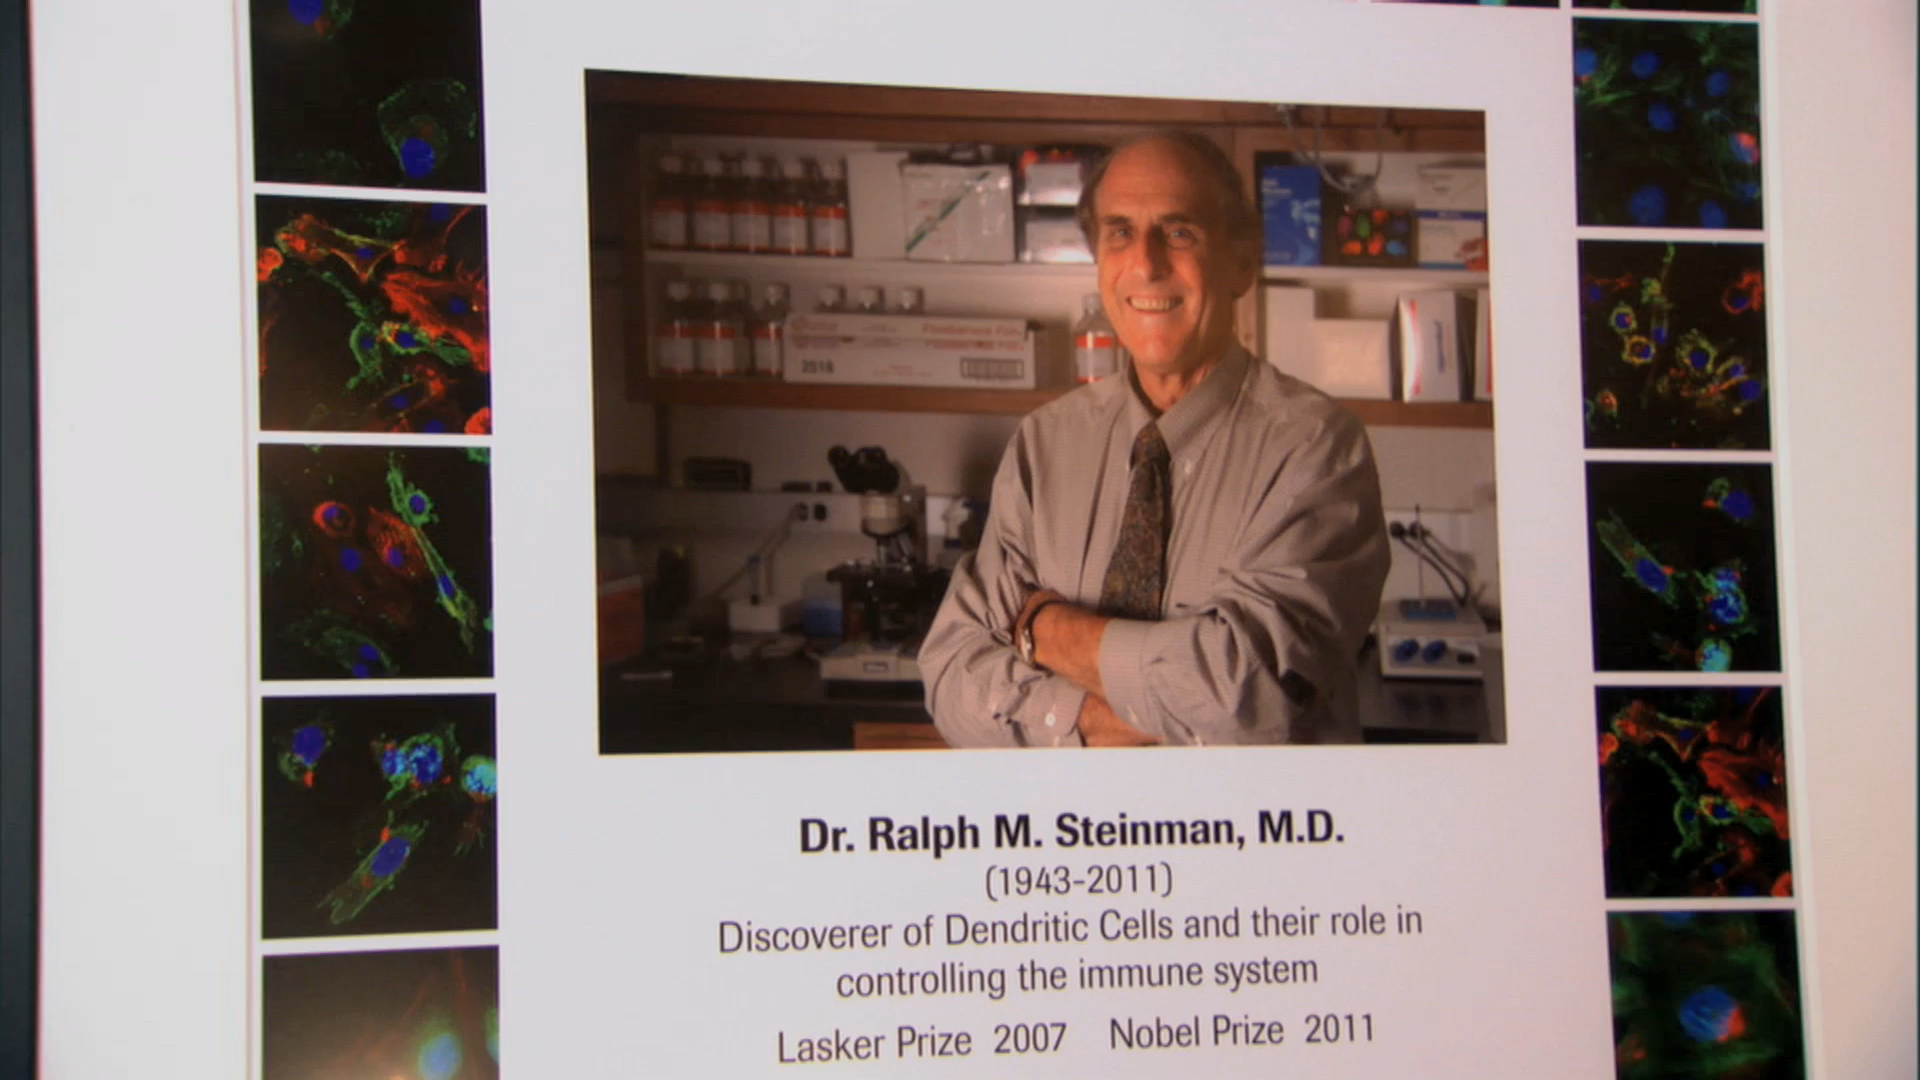 2516
Dr. Ralph M. Steinman, M.D.
(1943-2011)
Discoverer of Dendritic Cells and their role in
controlling the immune system
Lasker Prize 2007 Nobel Prize 2011